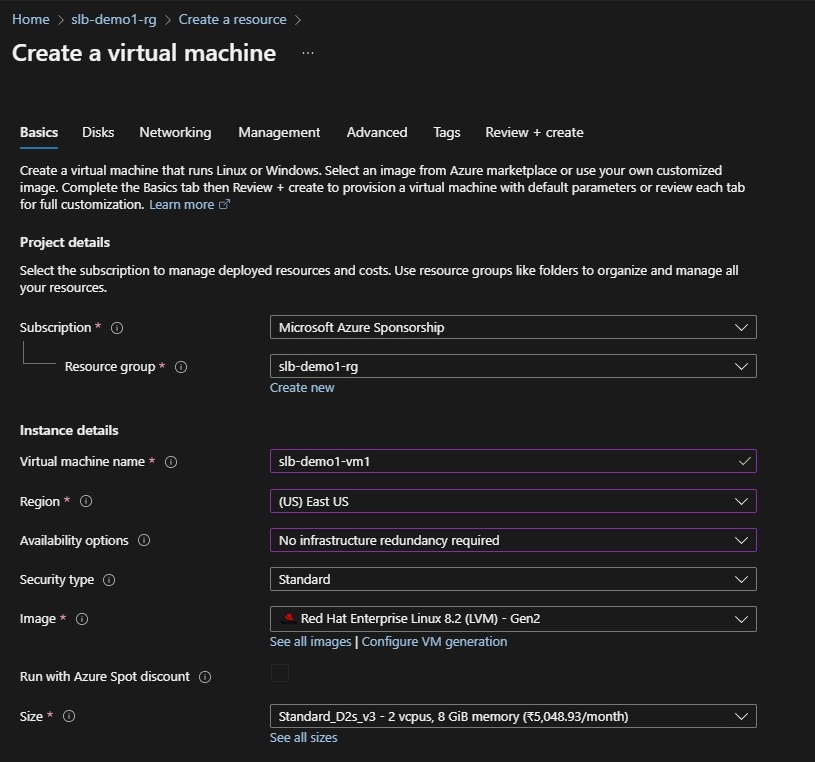 Home > slb-demo1-rg > Create a resource >
Create a virtual machine ...
Basics Disks Networking Management Advanced Tags Review + create
Create a virtual machine that runs Linux or Windows. Select an image from Azure marketplace or use your own customized
image. Complete the Basics tab then Review + create to provision a virtual machine with default parameters or review each tab
for full customization. Learn more
Project details
Select the subscription to manage deployed resources and costs. Use resource groups like folders to organize and manage all
your resources.
Subscription * Microsoft Azure Sponsorship
Resource group * slb-demo1-rg
Create new
Instance details
Virtual machine name * slb-demo1-vm1
Region * (US) East US
Availability options No infrastructure redundancy required
Security type Standard
Image * Red Hat Enterprise Linux 8.2 (LVM) - Gen2
See all images | Configure VM generation
Run with Azure Spot discount
Size * Standard_D2s_v3 - 2 vcpus, 8 GiB memory (₹5,048.93/month)
See all sizes